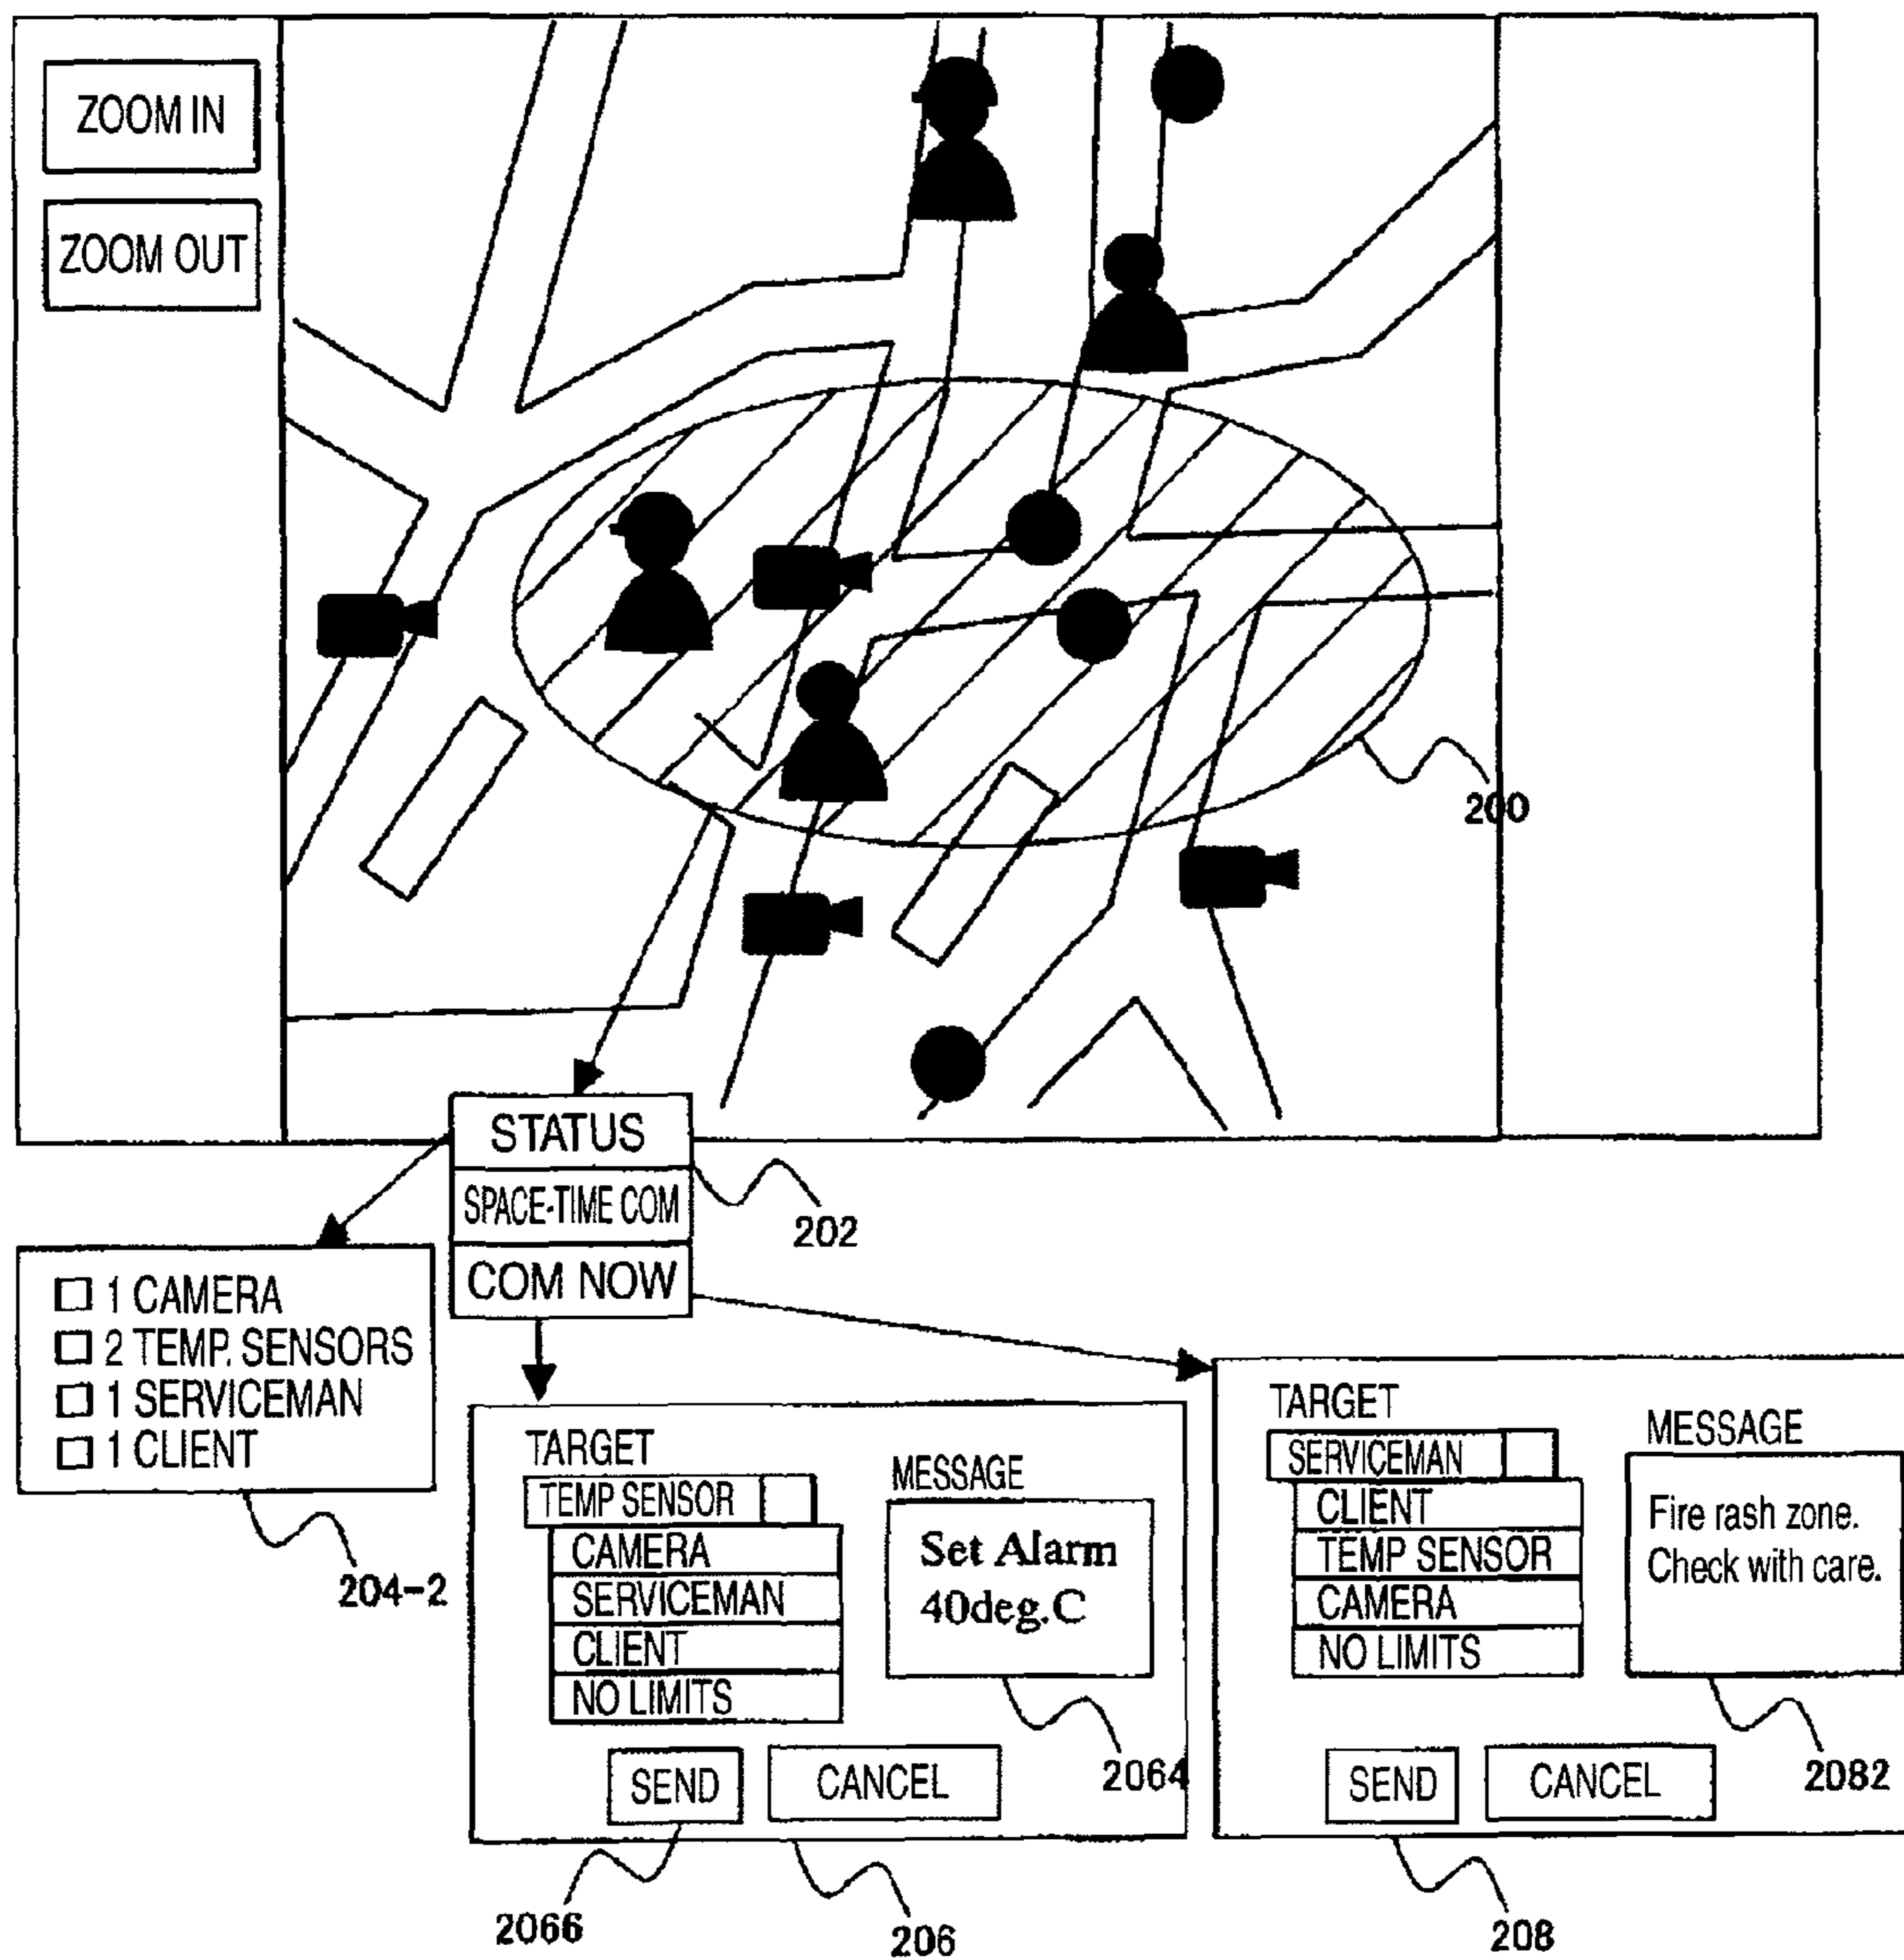 ZOOM IN
ZOOM OUT
200
STATUS
SPACE-TIME COM
COM NOW
202
1 CAMERA
2 TEMP. SENSORS
1 SERVICEMAN
1 CLIENT
204-2
TARGET
TEMP SENSOR
CAMERA
SERVICEMAN
CLIENT
NO LIMITS
MESSAGE
Set Alarm
40deg.C
2064
SEND
CANCEL
2066
206
TARGET
SERVICEMAN
CLIENT
TEMP SENSOR
CAMERA
NO LIMITS
MESSAGE
Fire rash zone.
Check with care.
2082
SEND
CANCEL
208